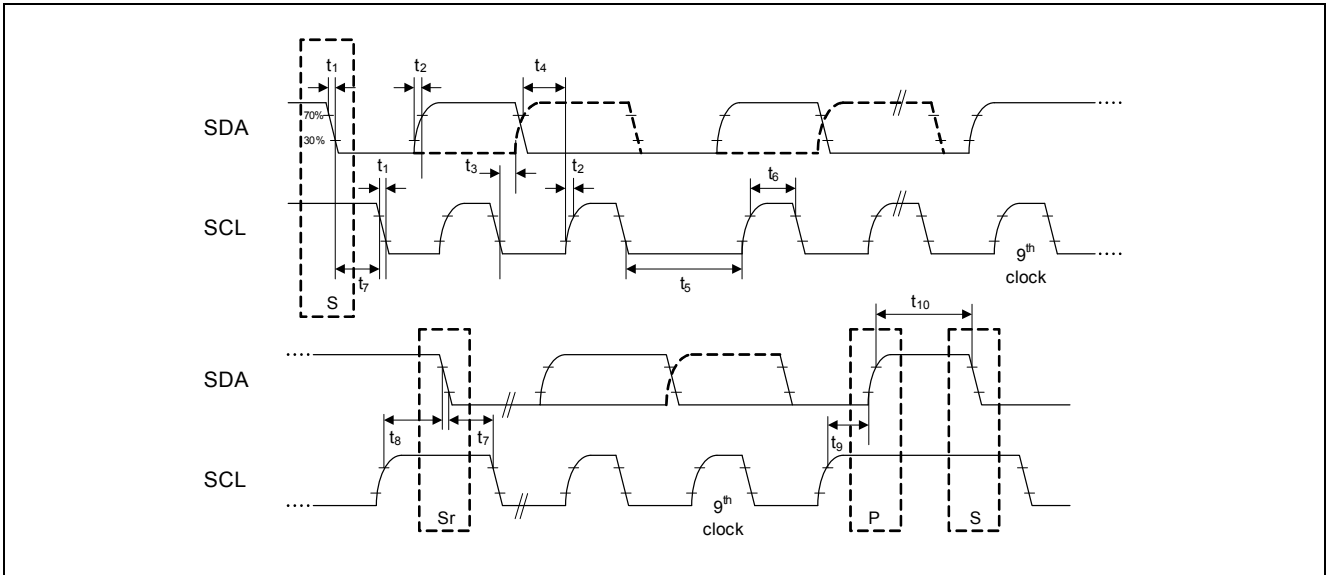 t1 t2 t4
SDA
70%
30%
t1 t3 t2 t6
SCL
t7 t5
9th
clock
S
t10
SDA
t8 t7 t9
SCL
9th
clock
Sr P S